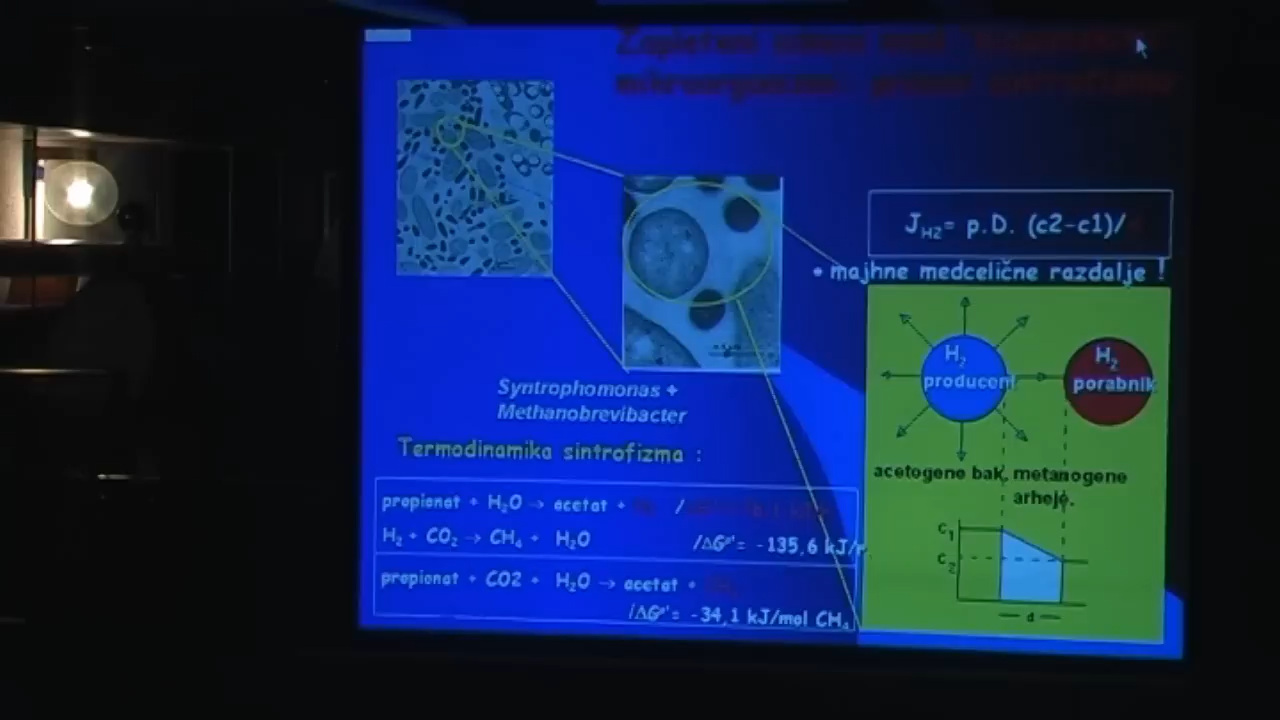 mikroorganizmi,
J_H2 = p.D. (c2-c1)/
• majhne medcelične razdalje !
H2 producent
H2 porabnik
acetogene bak. metanogene
arheje.
C1
C2
d
Syntrophomonas +
Methanobrevibacter
Termodinamika sintrofizma :
propionat + H2O → acetat +
H2 + CO2 → CH4 + H2O /ΔG°'= -135,6 kJ/
propionat + CO2 + H2O → acetat +
/ΔG°'= -34,1 kJ/mol CH4